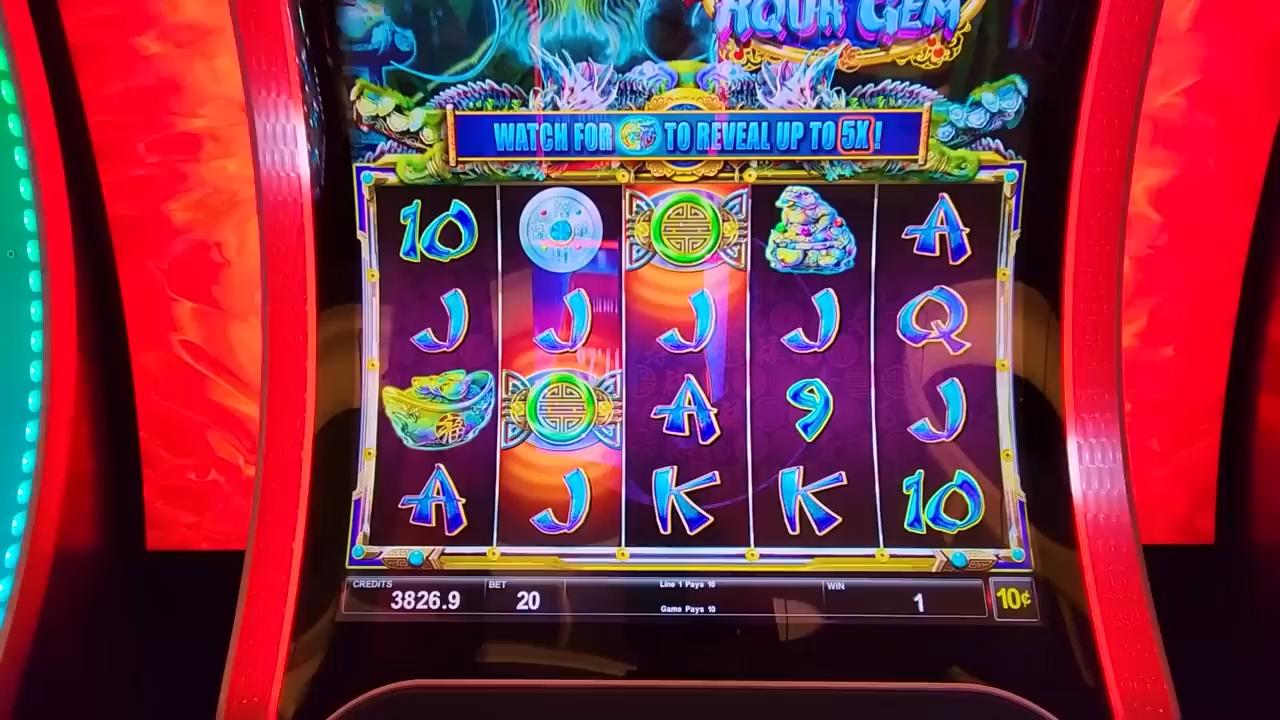 AQUA GEM
WATCH FOR TO REVEAL UP TO 5X!
10 A
J J J J Q
福 A 9 J
A J K K 10
CREDITS BET Line 1 Pays 10 WIN
3826.9 20 Game Pays 10 1 10¢